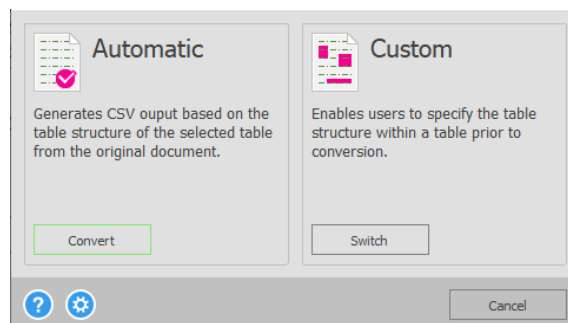 Automatic
Generates CSV ouput based on the
table structure of the selected table
from the original document.
Convert
Custom
Enables users to specify the table
structure within a table prior to
conversion.
Switch
?
Cancel